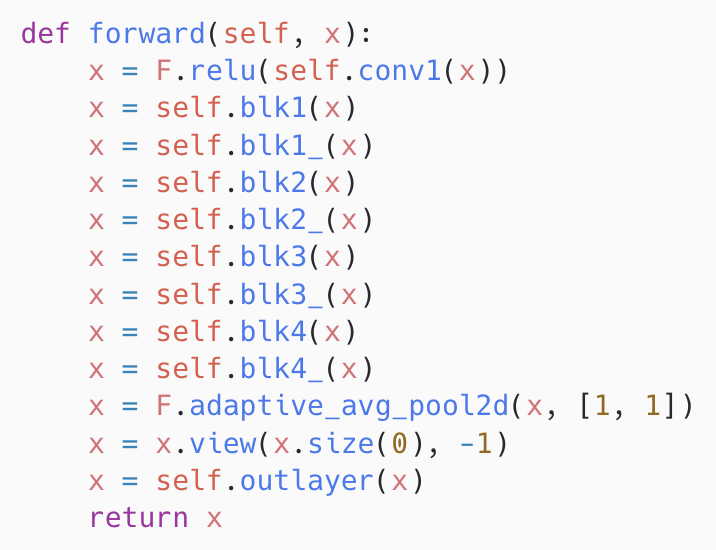 def forward(self, x):
    x = F.relu(self.conv1(x))
    x = self.blk1(x)
    x = self.blk1_(x)
    x = self.blk2(x)
    x = self.blk2_(x)
    x = self.blk3(x)
    x = self.blk3_(x)
    x = self.blk4(x)
    x = self.blk4_(x)
    x = F.adaptive_avg_pool2d(x, [1, 1])
    x = x.view(x.size(0), -1)
    x = self.outlayer(x)
    return x